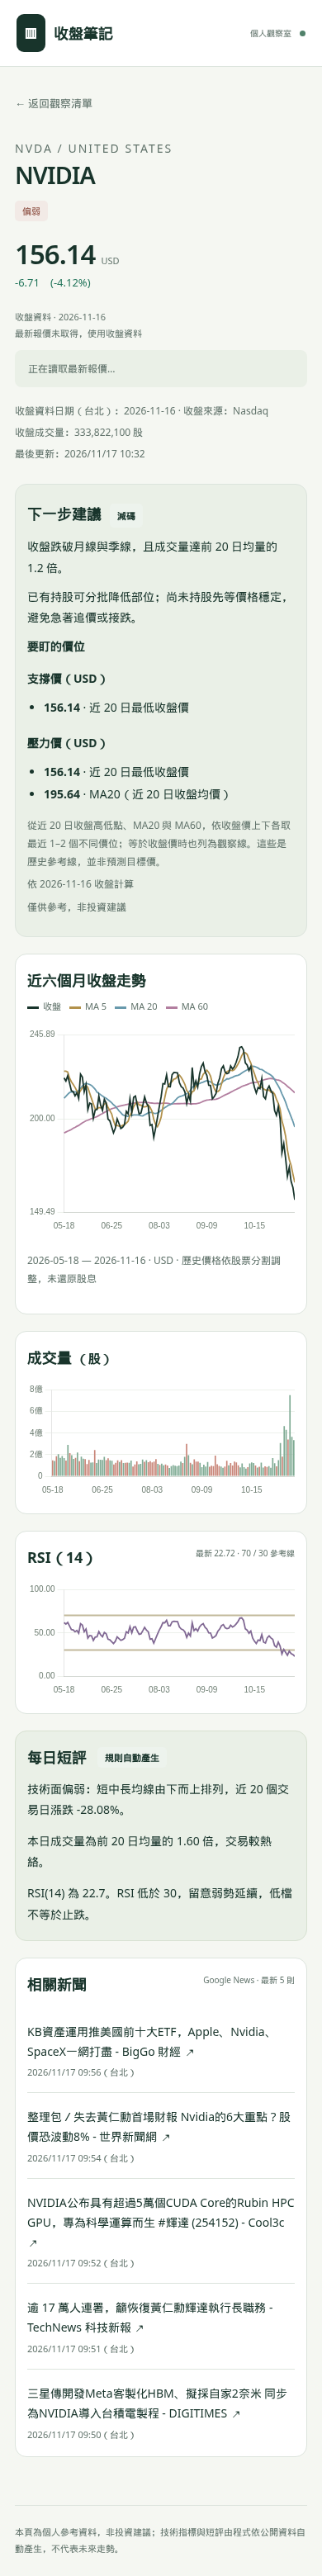 收盤筆記
個人觀察室
← 返回觀察清單
NVDA / UNITED STATES
NVIDIA
偏弱
156.14 USD
-6.71 (-4.12%)
收盤資料 · 2026-11-16
最新報價未取得，使用收盤資料
正在讀取最新報價…
收盤資料日期（台北）：2026-11-16 · 收盤來源：Nasdaq
收盤成交量：333,822,100 股
最後更新：2026/11/17 10:32
下一步建議 減碼
收盤跌破月線與季線，且成交量達前 20 日均量的
1.2 倍。
已有持股可分批降低部位；尚未持股先等價格穩定，
避免急著追價或接跌。
要盯的價位
支撐價（USD）
• 156.14 · 近 20 日最低收盤價
壓力價（USD）
• 156.14 · 近 20 日最低收盤價
• 195.64 · MA20（近 20 日收盤均價）
從近 20 日收盤高低點、MA20 與 MA60，依收盤價上下各取
最近 1–2 個不同價位；等於收盤價時也列為觀察線。這些是
歷史參考線，並非預測目標價。
依 2026-11-16 收盤計算
僅供參考，非投資建議
近六個月收盤走勢
收盤 MA 5 MA 20 MA 60
245.89
200.00
149.49
05-18 06-25 08-03 09-09 10-15
2026-05-18 — 2026-11-16 · USD · 歷史價格依股票分割調
整，未還原股息
成交量（股）
8億
6億
4億
2億
0
05-18 06-25 08-03 09-09 10-15
RSI（14）
最新 22.72 · 70 / 30 參考線
100.00
50.00
0.00
05-18 06-25 08-03 09-09 10-15
每日短評 規則自動產生
技術面偏弱：短中長均線由下而上排列，近 20 個交
易日漲跌 -28.08%。
本日成交量為前 20 日均量的 1.60 倍，交易較熱
絡。
RSI(14) 為 22.7。RSI 低於 30，留意弱勢延續，低檔
不等於止跌。
相關新聞
Google News · 最新 5 則
KB資產運用推美國前十大ETF，Apple、Nvidia、
SpaceX一網打盡 - BigGo 財經 ↗
2026/11/17 09:56（台北）
整理包／失去黃仁勳首場財報 Nvidia的6大重點？股
價恐波動8% - 世界新聞網 ↗
2026/11/17 09:54（台北）
NVIDIA公布具有超過5萬個CUDA Core的Rubin HPC
GPU，專為科學運算而生 #輝達 (254152) - Cool3c
↗
2026/11/17 09:52（台北）
逾 17 萬人連署，籲恢復黃仁勳輝達執行長職務 -
TechNews 科技新報 ↗
2026/11/17 09:51（台北）
三星傳開發Meta客製化HBM、擬採自家2奈米 同步
為NVIDIA導入台積電製程 - DIGITIMES ↗
2026/11/17 09:50（台北）
本頁為個人參考資料，非投資建議；技術指標與短評由程式依公開資料自
動產生，不代表未來走勢。